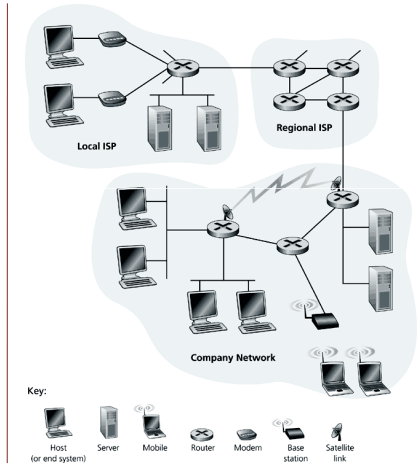 Local ISP
Regional ISP
Company Network
Key:
Host
(or end system)
Server
Mobile
Router
Modem
Base
station
Satellite
link